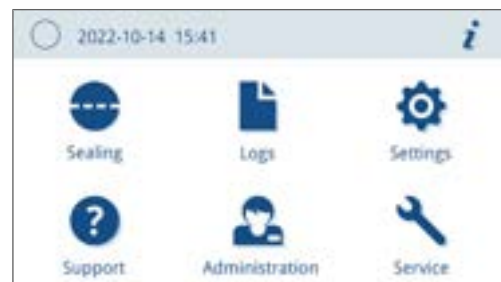 2022-10-14 15:41 i
Sealing Logs Settings
? Support Administration Service